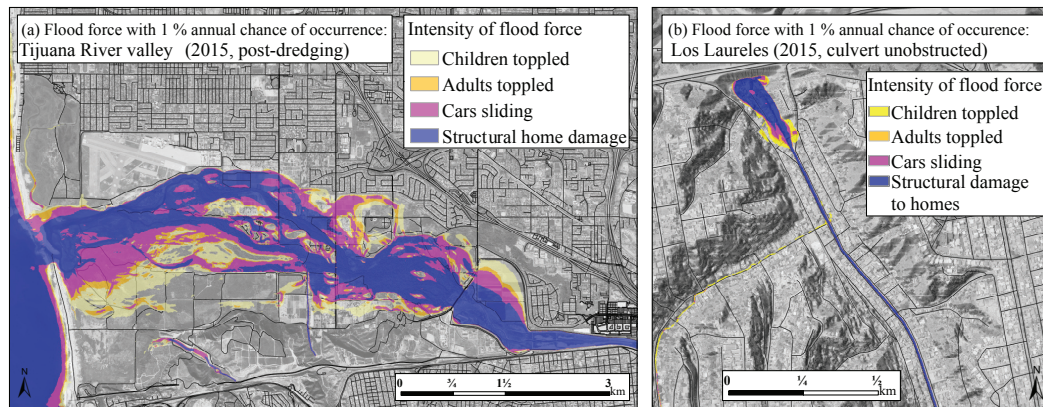 (a) Flood force with 1 % annual chance of occurrence:
Tijuana River valley (2015, post-dredging)
Intensity of flood force
Children toppled
Adults toppled
Cars sliding
Structural home damage
N
0 ¾ 1½ 3
km
(b) Flood force with 1 % annual chance of occurrence:
Los Laureles (2015, culvert unobstructed)
Intensity of flood force
Children toppled
Adults toppled
Cars sliding
Structural damage
to homes
N
0 ¼ ½
km